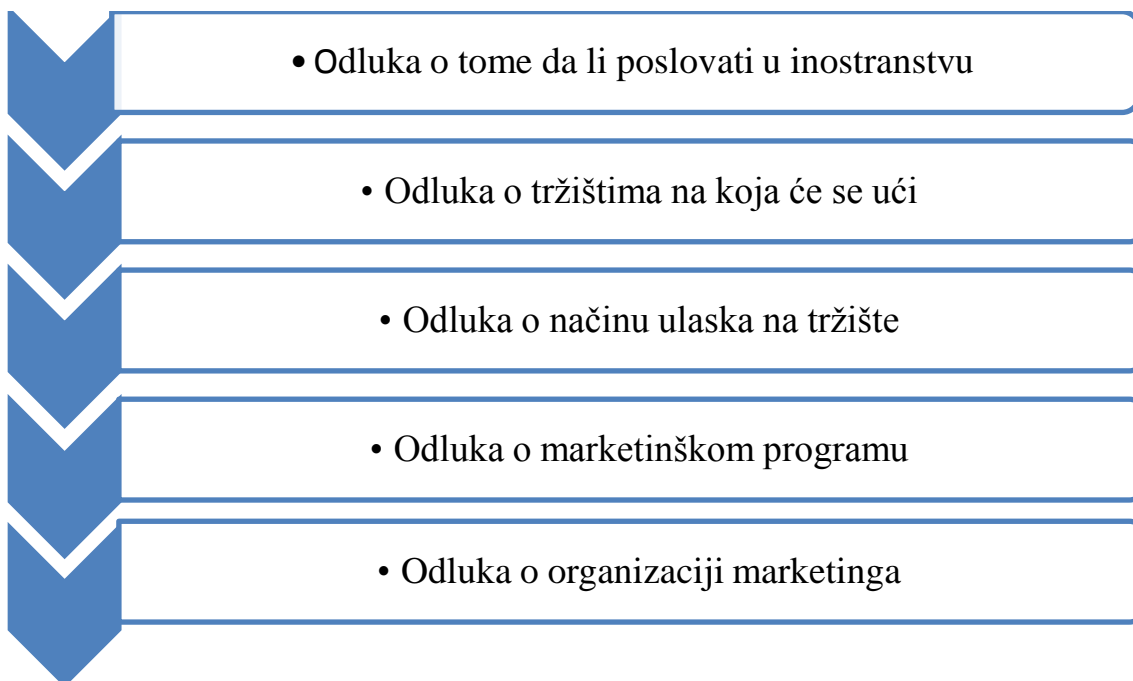 • Odluka o tome da li poslovati u inostranstvu
• Odluka o tržištima na koja će se ući
• Odluka o načinu ulaska na tržište
• Odluka o marketinškom programu
• Odluka o organizaciji marketinga